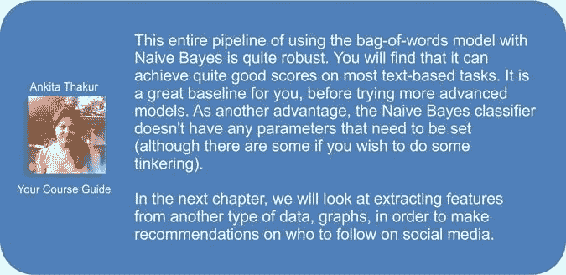 Ankita Thakur
Your Course Guide
This entire pipeline of using the bag-of-words model with
Naive Bayes is quite robust. You will find that it can
achieve quite good scores on most text-based tasks. It is
a great baseline for you, before trying more advanced
models. As another advantage, the Naive Bayes classifier
doesn't have any parameters that need to be set
(although there are some if you wish to do some
tinkering).
In the next chapter, we will look at extracting features
from another type of data, graphs, in order to make
recommendations on who to follow on social media.